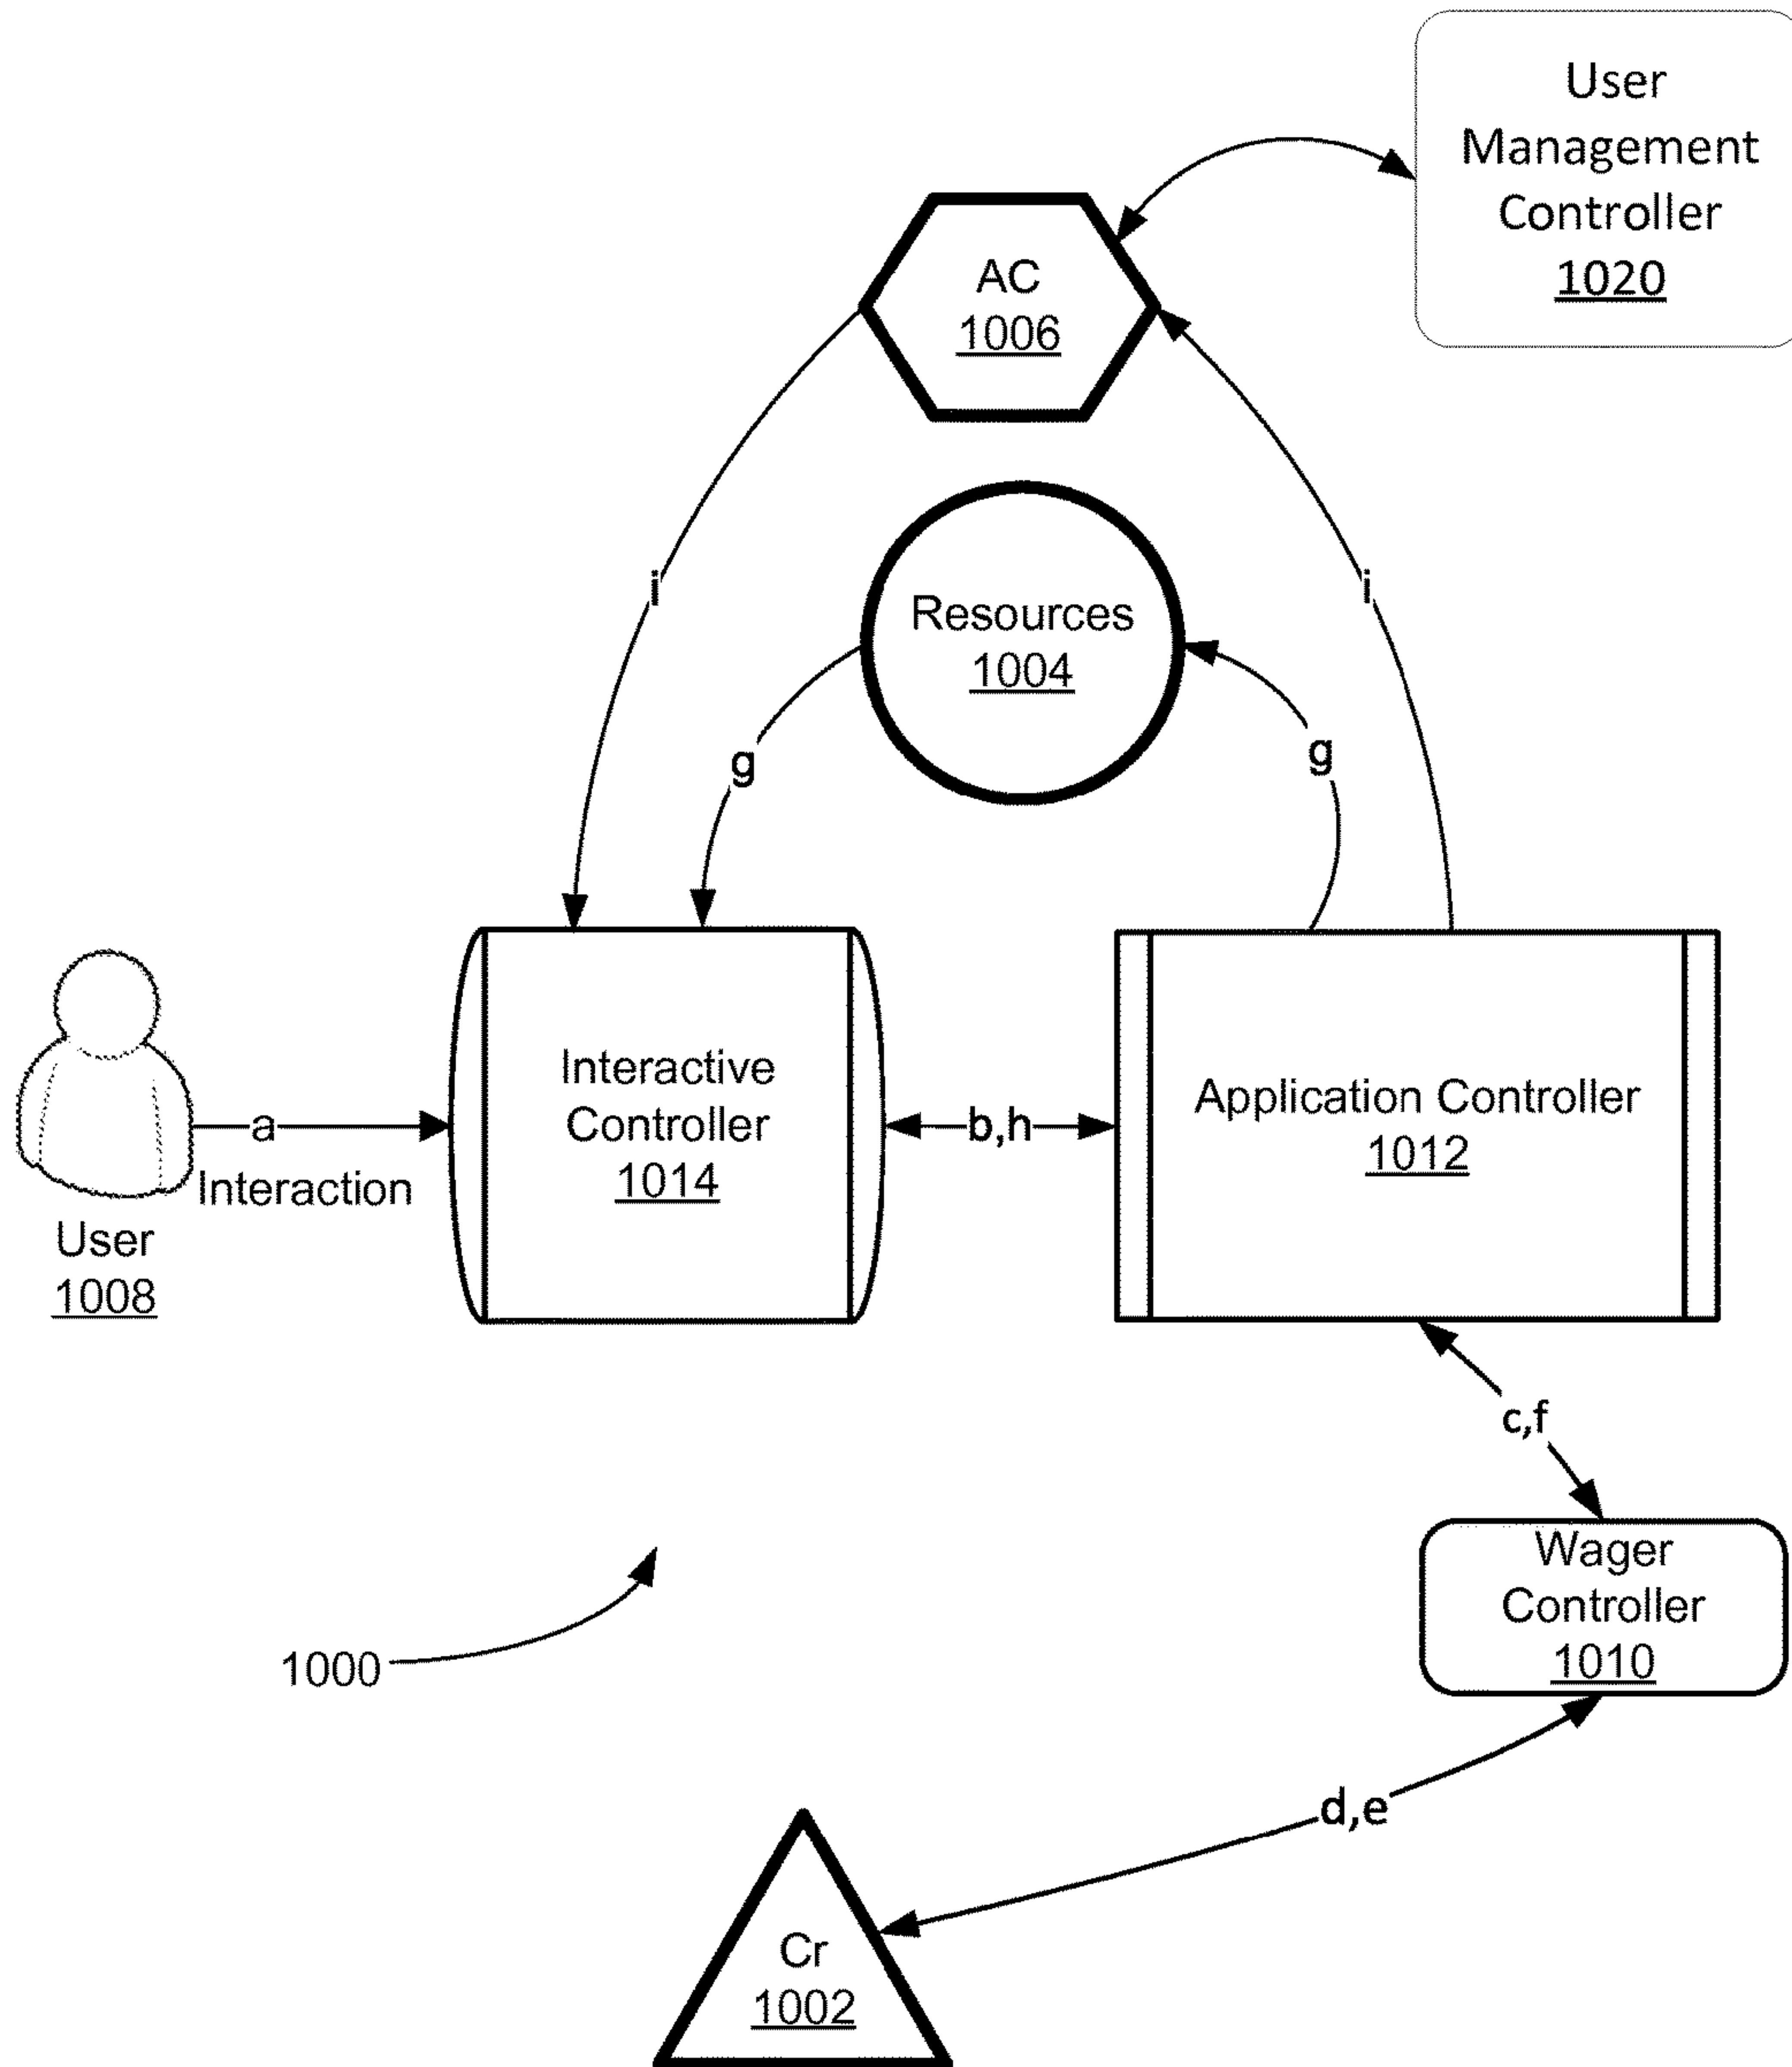 User
Management
Controller
1020
AC
1006
i
i
Resources
1004
g
g
Interactive
Controller
1014
Application Controller
1012
a
Interaction
b,h
User
1008
c,f
Wager
Controller
1010
1000
d,e
Cr
1002